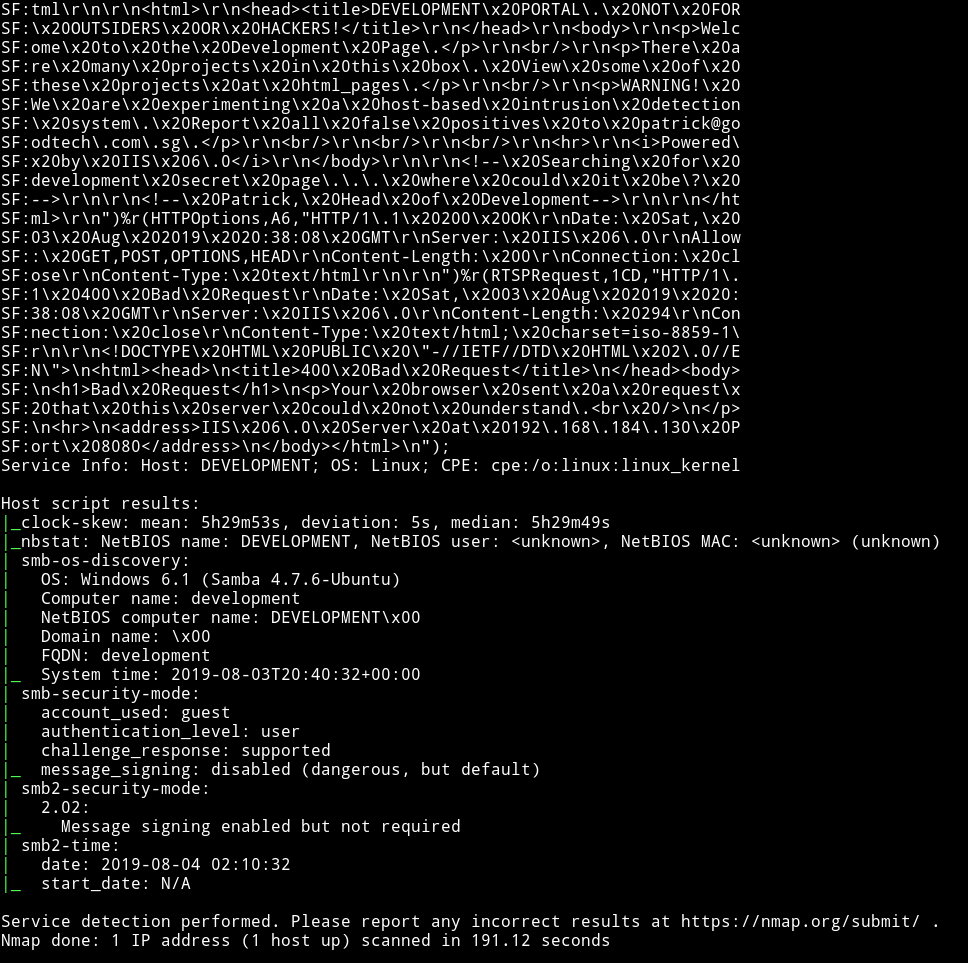 SF:tml\r\n\r\n<html>\r\n<head><title>DEVELOPMENT\x20PORTAL\.\x20NOT\x20FOR
SF:\x20OUTSIDERS\x20OR\x20HACKERS!</title>\r\n</head>\r\n<body>\r\n<p>Welc
SF:ome\x20to\x20the\x20Development\x20Page\.</p>\r\n<br/>\r\n<p>There\x20a
SF:re\x20many\x20projects\x20in\x20this\x20box\.\x20View\x20some\x20of\x20
SF:these\x20projects\x20at\x20html_pages\.</p>\r\n<br/>\r\n<p>WARNING!\x20
SF:We\x20are\x20experimenting\x20a\x20host-based\x20intrusion\x20detection
SF:\x20system\.\x20Report\x20all\x20false\x20positives\x20to\x20patrick@go
SF:odtech\.com\.sg\.</p>\r\n<br/>\r\n<br/>\r\n<br/>\r\n<hr>\r\n<i>Powered\
SF:x20by\x20IIS\x206\.0</i>\r\n</body>\r\n\r\n<!--\x20Searching\x20for\x20
SF:development\x20secret\x20page\.\.\.\x20where\x20could\x20it\x20be\?\x20
SF:-->\r\n\r\n<!--\x20Patrick,\x20Head\x20of\x20Development-->\r\n\r\n</ht
SF:ml>\r\n")%r(HTTPOptions,A6,"HTTP/1\.1\x20200\x20OK\r\nDate:\x20Sat,\x20
SF:03\x20Aug\x202019\x2020:38:08\x20GMT\r\nServer:\x20IIS\x206\.0\r\nAllow
SF::\x20GET,POST,OPTIONS,HEAD\r\nContent-Length:\x200\r\nConnection:\x20cl
SF:ose\r\nContent-Type:\x20text/html\r\n\r\n")%r(RTSPRequest,1CD,"HTTP/1\.
SF:1\x20400\x20Bad\x20Request\r\nDate:\x20Sat,\x2003\x20Aug\x202019\x2020:
SF:38:08\x20GMT\r\nServer:\x20IIS\x206\.0\r\nContent-Length:\x20294\r\nCon
SF:nection:\x20close\r\nContent-Type:\x20text/html;\x20charset=iso-8859-1\
SF:r\n\r\n<!DOCTYPE\x20HTML\x20PUBLIC\x20\"-//IETF//DTD\x20HTML\x202\.0//E
SF:N\">\n<html><head>\n<title>400\x20Bad\x20Request</title>\n</head><body>
SF:\n<h1>Bad\x20Request</h1>\n<p>Your\x20browser\x20sent\x20a\x20request\x
SF:20that\x20this\x20server\x20could\x20not\x20understand\.<br\x20/>\n</p>
SF:\n<hr>\n<address>IIS\x206\.0\x20Server\x20at\x20192\.168\.184\.130\x20P
SF:ort\x208080</address>\n</body></html>\n");
Service Info: Host: DEVELOPMENT; OS: Linux; CPE: cpe:/o:linux:linux_kernel
Host script results:
|_clock-skew: mean: 5h29m53s, deviation: 5s, median: 5h29m49s
|_nbstat: NetBIOS name: DEVELOPMENT, NetBIOS user: <unknown>, NetBIOS MAC: <unknown> (unknown)
| smb-os-discovery:
|   OS: Windows 6.1 (Samba 4.7.6-Ubuntu)
|   Computer name: development
|   NetBIOS computer name: DEVELOPMENT\x00
|   Domain name: \x00
|   FQDN: development
|_  System time: 2019-08-03T20:40:32+00:00
| smb-security-mode:
|   account_used: guest
|   authentication_level: user
|   challenge_response: supported
|_  message_signing: disabled (dangerous, but default)
| smb2-security-mode:
|   2.02:
|_    Message signing enabled but not required
| smb2-time:
|   date: 2019-08-04 02:10:32
|_  start_date: N/A
Service detection performed. Please report any incorrect results at https://nmap.org/submit/ .
Nmap done: 1 IP address (1 host up) scanned in 191.12 seconds